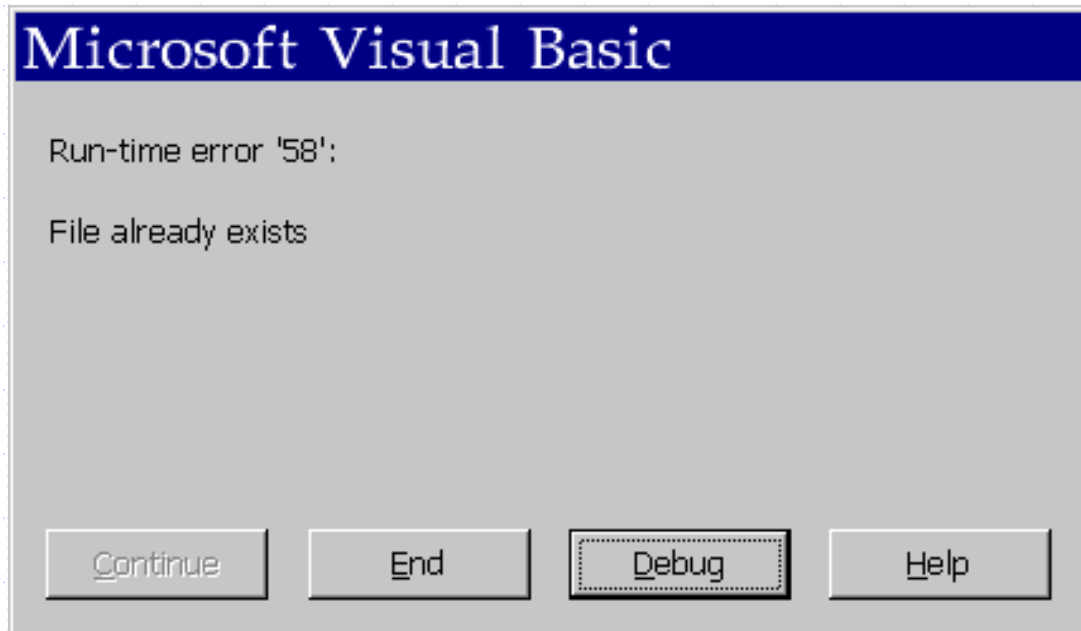 Microsoft Visual Basic
Run-time error '58':
File already exists
Continue End Debug Help